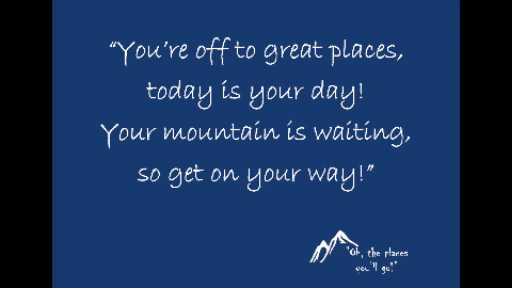 “You're off to great places,
today is your day!
Your mountain is waiting,
so get on your way!”
"Oh, the places
you'll go!"